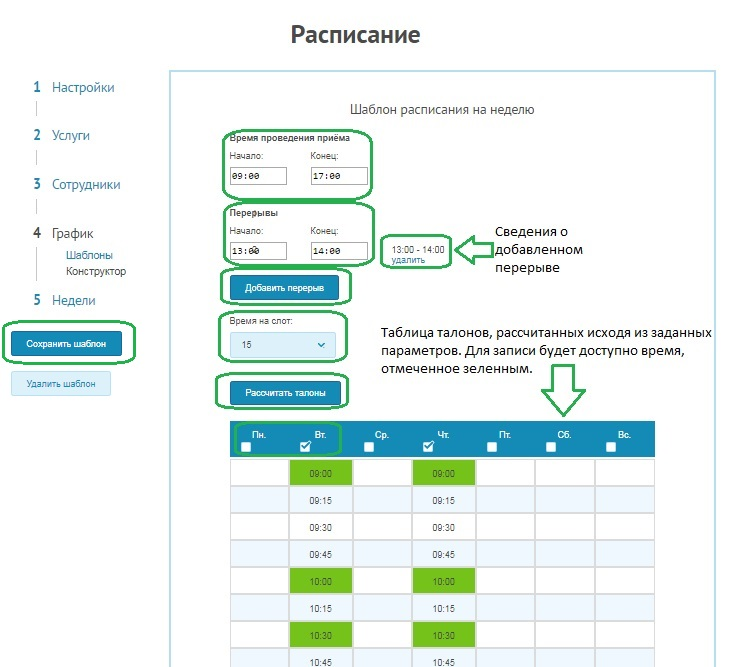 Расписание
1 Настройки
2 Услуги
3 Сотрудники
4 График
Шаблоны
Конструктор
5 Недели
Сохранить шаблон
Удалить шаблон
Шаблон расписания на неделю
Время проведения приёма
Начало: Конец:
09:00 17:00
Перерывы
Начало: Конец:
13:00 14:00
13:00 - 14:00
удалить
Сведения о
добавленном
перерыве
Добавить перерыв
Время на слот:
15
Таблица талонов, рассчитанных исходя из заданных
параметров. Для записи будет доступно время,
отмеченное зеленным.
Рассчитать талоны
Пн. Вт. Ср. Чт. Пт. Сб. Вс.
09:00 09:00
09:15 09:15
09:30 09:30
09:45 09:45
10:00 10:00
10:15 10:15
10:30 10:30
10:45 10:45